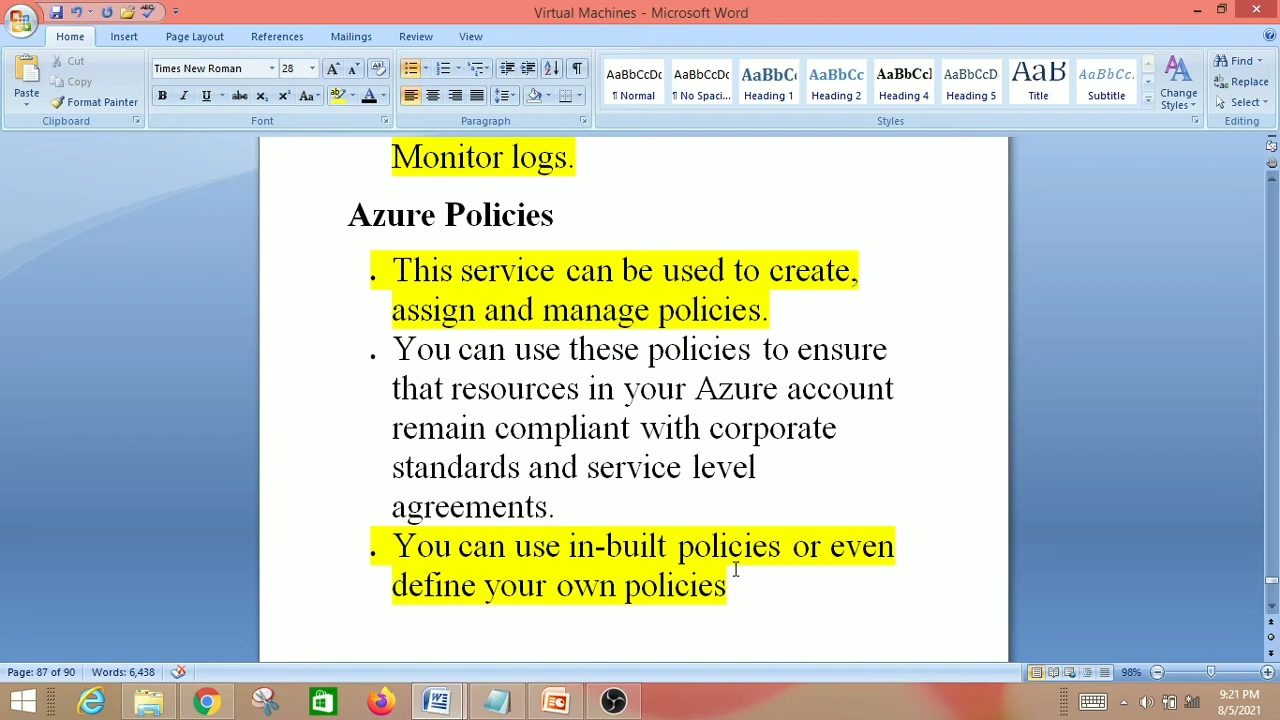 Virtual Machines - Microsoft Word
Home Insert Page Layout References Mailings Review View
Paste
Cut
Copy
Format Painter
Clipboard
Times New Roman 28
Font
Paragraph
AaBbCcDc AaBbCcDc AaBbCc AaBbCc AaBbCcI AaBbCcD AaB AaBbCc.
¶ Normal ¶ No Spaci... Heading 1 Heading 2 Heading 4 Heading 5 Title Subtitle
Change Styles
Styles
Find
Replace
Select
Editing
Monitor logs.
Azure Policies
• This service can be used to create,
assign and manage policies.
• You can use these policies to ensure
that resources in your Azure account
remain compliant with corporate
standards and service level
agreements.
• You can use in-built policies or even
define your own policies
Page: 87 of 90 Words: 6,438 98%
9:21 PM
8/5/2021